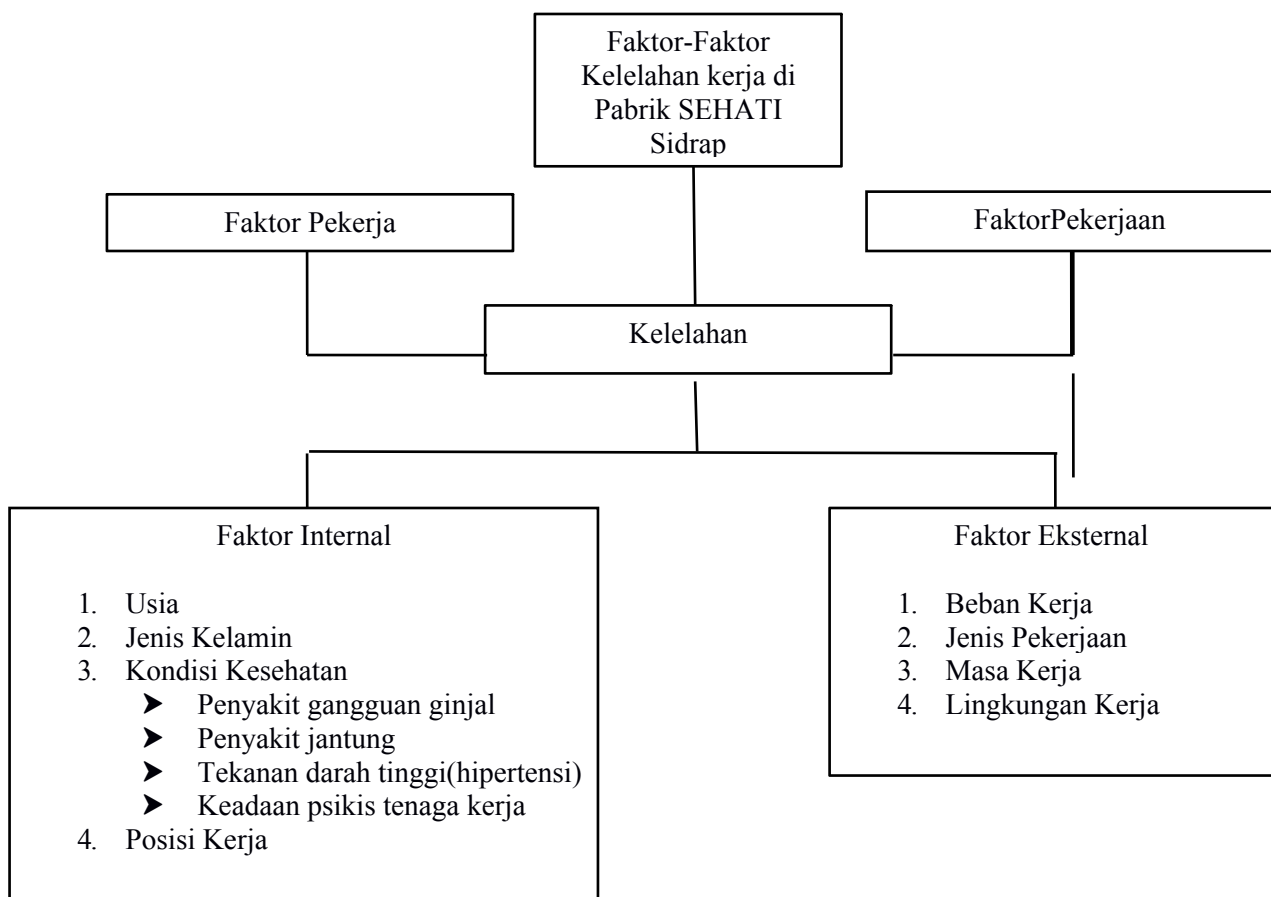 Faktor-Faktor
Kelelahan kerja di
Pabrik SEHATI
Sidrap
Faktor Pekerja
FaktorPekerjaan
Kelelahan
Faktor Internal
1. Usia
2. Jenis Kelamin
3. Kondisi Kesehatan
➤ Penyakit gangguan ginjal
➤ Penyakit jantung
➤ Tekanan darah tinggi(hipertensi)
➤ Keadaan psikis tenaga kerja
4. Posisi Kerja
Faktor Eksternal
1. Beban Kerja
2. Jenis Pekerjaan
3. Masa Kerja
4. Lingkungan Kerja